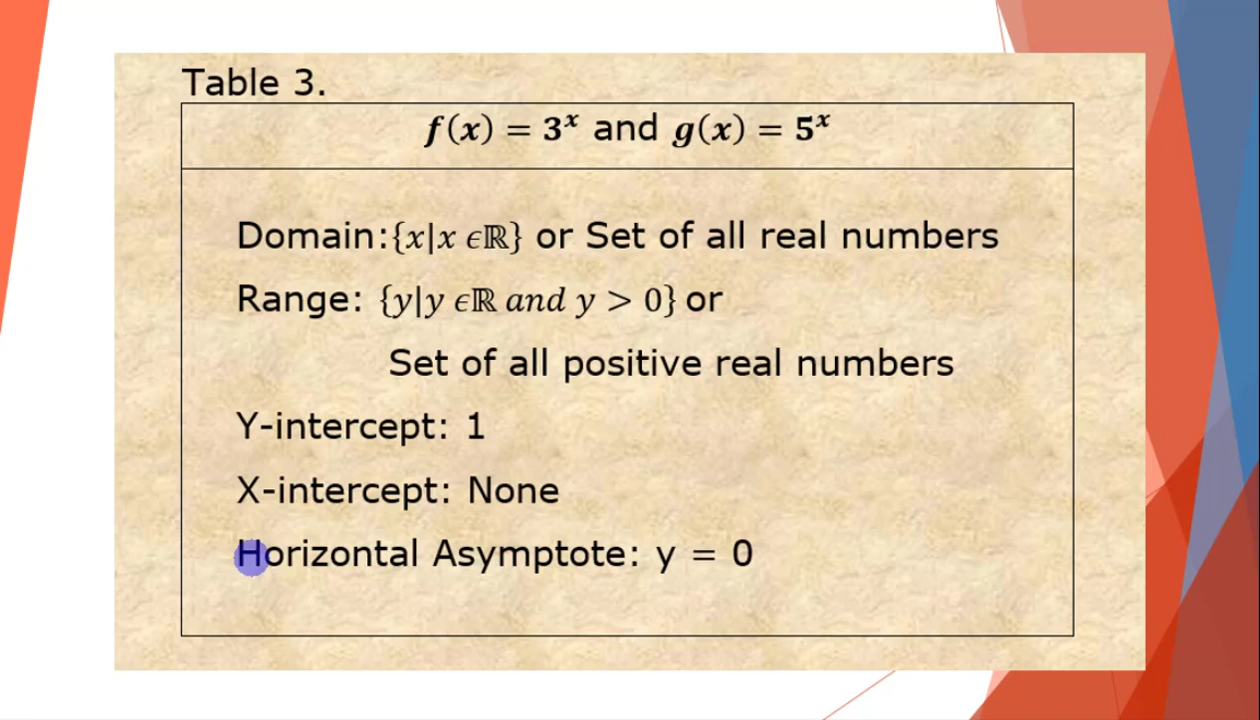 Table 3.
f(x) = 3ˣ and g(x) = 5ˣ
Domain:{x|x ϵℝ} or Set of all real numbers
Range: {y|y ϵℝ and y > 0} or
Set of all positive real numbers
Y-intercept: 1
X-intercept: None
Horizontal Asymptote: y = 0